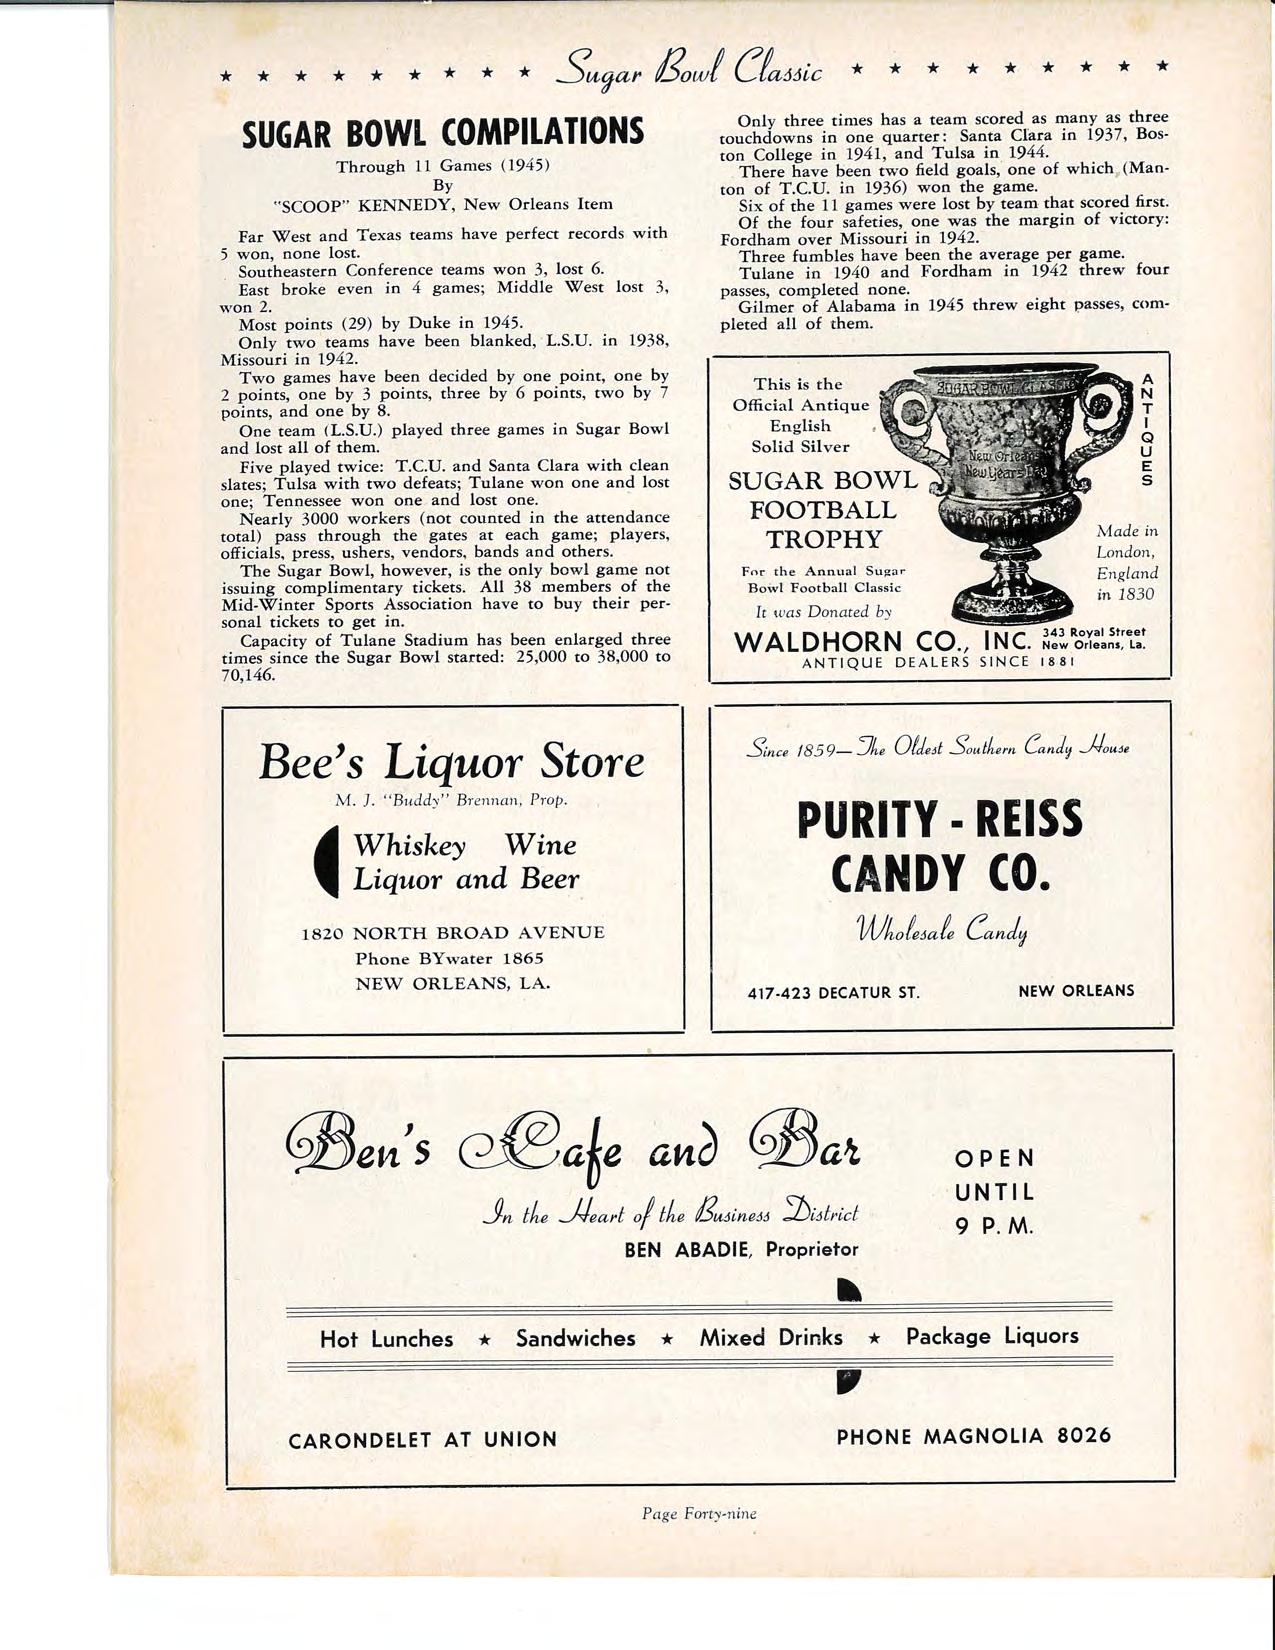 ★ ★ ★ ★ ★ ★ ★ ★ ★ Sugar Bowl Classic ★ ★ ★ ★ ★ ★ ★ ★ ★
SUGAR BOWL COMPILATIONS
Through 11 Games (1945)
By
"SCOOP" KENNEDY, New Orleans Item
Far West and Texas teams have perfect records with
5 won, none lost.
Southeastern Conference teams won 3, lost 6.
East broke even in 4 games; Middle West lost 3,
won 2.
Most points (29) by Duke in 1945.
Only two teams have been blanked, L.S.U. in 1938,
Missouri in 1942.
Two games have been decided by one point, one by
2 points, one by 3 points, three by 6 points, two by 7
points, and one by 8.
One team (L.S.U.) played three games in Sugar Bowl
and lost all of them.
Five played twice: T.C.U. and Santa Clara with clean
slates; Tulsa with two defeats; Tulane won one and lost
one; Tennessee won one and lost one.
Nearly 3000 workers (not counted in the attendance
total) pass through the gates at each game; players,
officials, press, ushers, vendors, bands and others.
The Sugar Bowl, however, is the only bowl game not
issuing complimentary tickets. All 38 members of the
Mid-Winter Sports Association have to buy their per-
sonal tickets to get in.
Capacity of Tulane Stadium has been enlarged three
times since the Sugar Bowl started: 25,000 to 38,000 to
70,146.
Only three times has a team scored as many as three
touchdowns in one quarter: Santa Clara in 1937, Bos-
ton College in 1941, and Tulsa in 1944.
There have been two field goals, one of which (Man-
ton of T.C.U. in 1936) won the game.
Six of the 11 games were lost by team that scored first.
Of the four safeties, one was the margin of victory:
Fordham over Missouri in 1942.
Three fumbles have been the average per game.
Tulane in 1940 and Fordham in 1942 threw four
passes, completed none.
Gilmer of Alabama in 1945 threw eight passes, com-
pleted all of them.
This is the
Official Antique
English
Solid Silver
SUGAR BOWL
FOOTBALL
TROPHY
For the Annual Sugar
Bowl Football Classic
It was Donated by
SUGAR BOWL CLASSIC
New Orleans
New Years Day
ANTIQUES
Made in
London,
England
in 1830
WALDHORN CO., INC. 343 Royal Street
New Orleans, La.
ANTIQUE DEALERS SINCE 1881
Bee's Liquor Store
M. J. "Buddy" Brennan, Prop.
Whiskey Wine
Liquor and Beer
1820 NORTH BROAD AVENUE
Phone BYwater 1865
NEW ORLEANS, LA.
Since 1859—The Oldest Southern Candy House
PURITY - REISS
CANDY CO.
Wholesale Candy
417-423 DECATUR ST. NEW ORLEANS
Ben's Cafe and Bar
In the Heart of the Business District
BEN ABADIE, Proprietor
OPEN
UNTIL
9 P. M.
Hot Lunches ★ Sandwiches ★ Mixed Drinks ★ Package Liquors
CARONDELET AT UNION PHONE MAGNOLIA 8026
Page Forty-nine